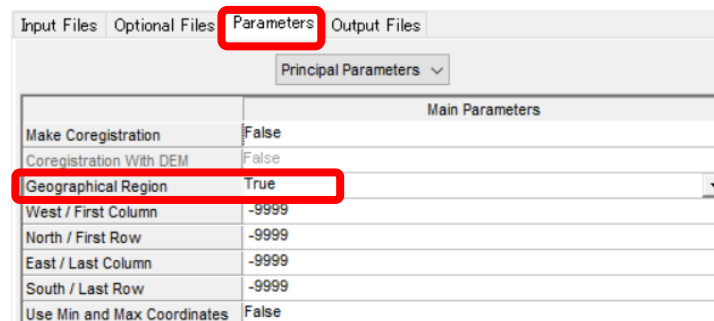 Input Files Optional Files Parameters Output Files
Principal Parameters
Main Parameters
Make Coregistration False
Coregistration With DEM False
Geographical Region True
West / First Column -9999
North / First Row -9999
East / Last Column -9999
South / Last Row -9999
Use Min and Max Coordinates False